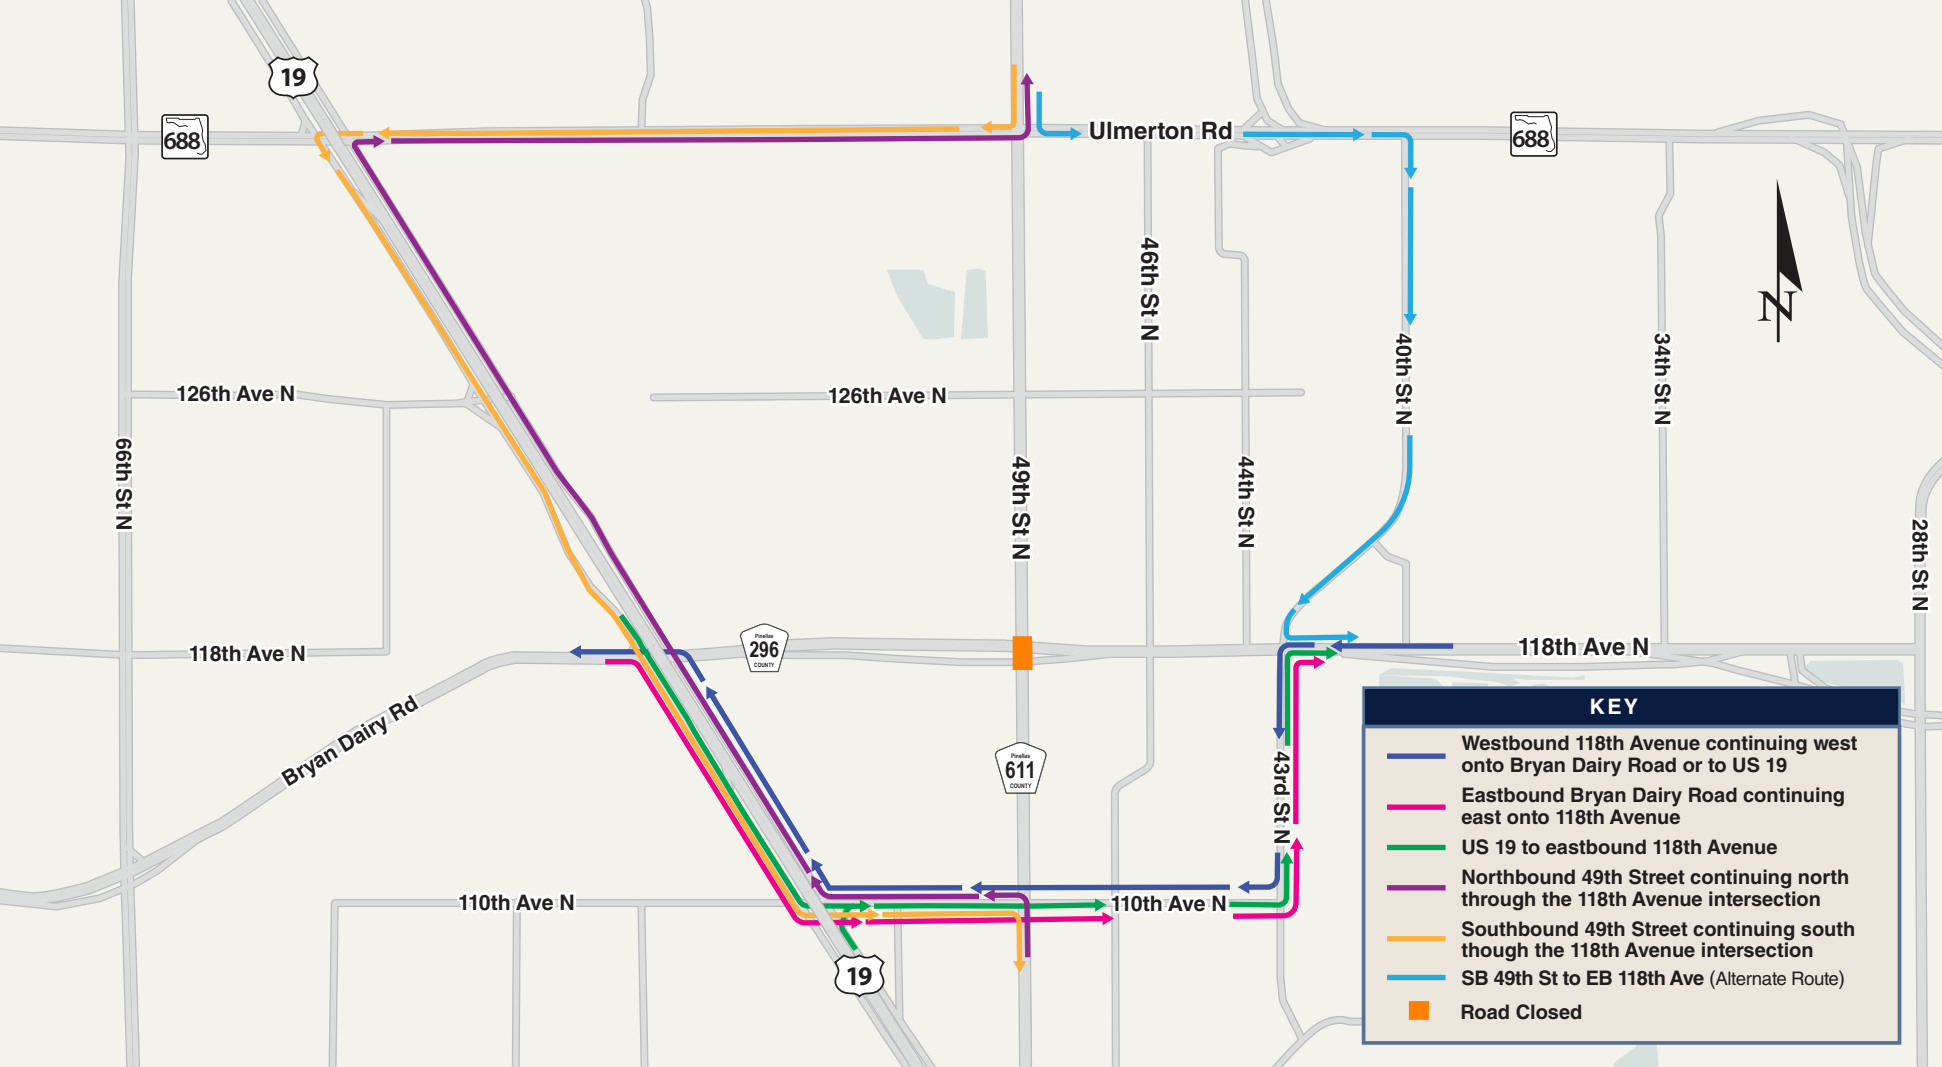 19
688
Ulmerton Rd
688
46th St N
N
40th St N
34th St N
126th Ave N
126th Ave N
66th St N
49th St N
44th St N
28th St N
118th Ave N
Pinellas
296
COUNTY
118th Ave N
Bryan Dairy Rd
Pinellas
611
COUNTY
43rd St N
110th Ave N
110th Ave N
19
KEY
Westbound 118th Avenue continuing west
onto Bryan Dairy Road or to US 19
Eastbound Bryan Dairy Road continuing
east onto 118th Avenue
US 19 to eastbound 118th Avenue
Northbound 49th Street continuing north
through the 118th Avenue intersection
Southbound 49th Street continuing south
though the 118th Avenue intersection
SB 49th St to EB 118th Ave (Alternate Route)
Road Closed